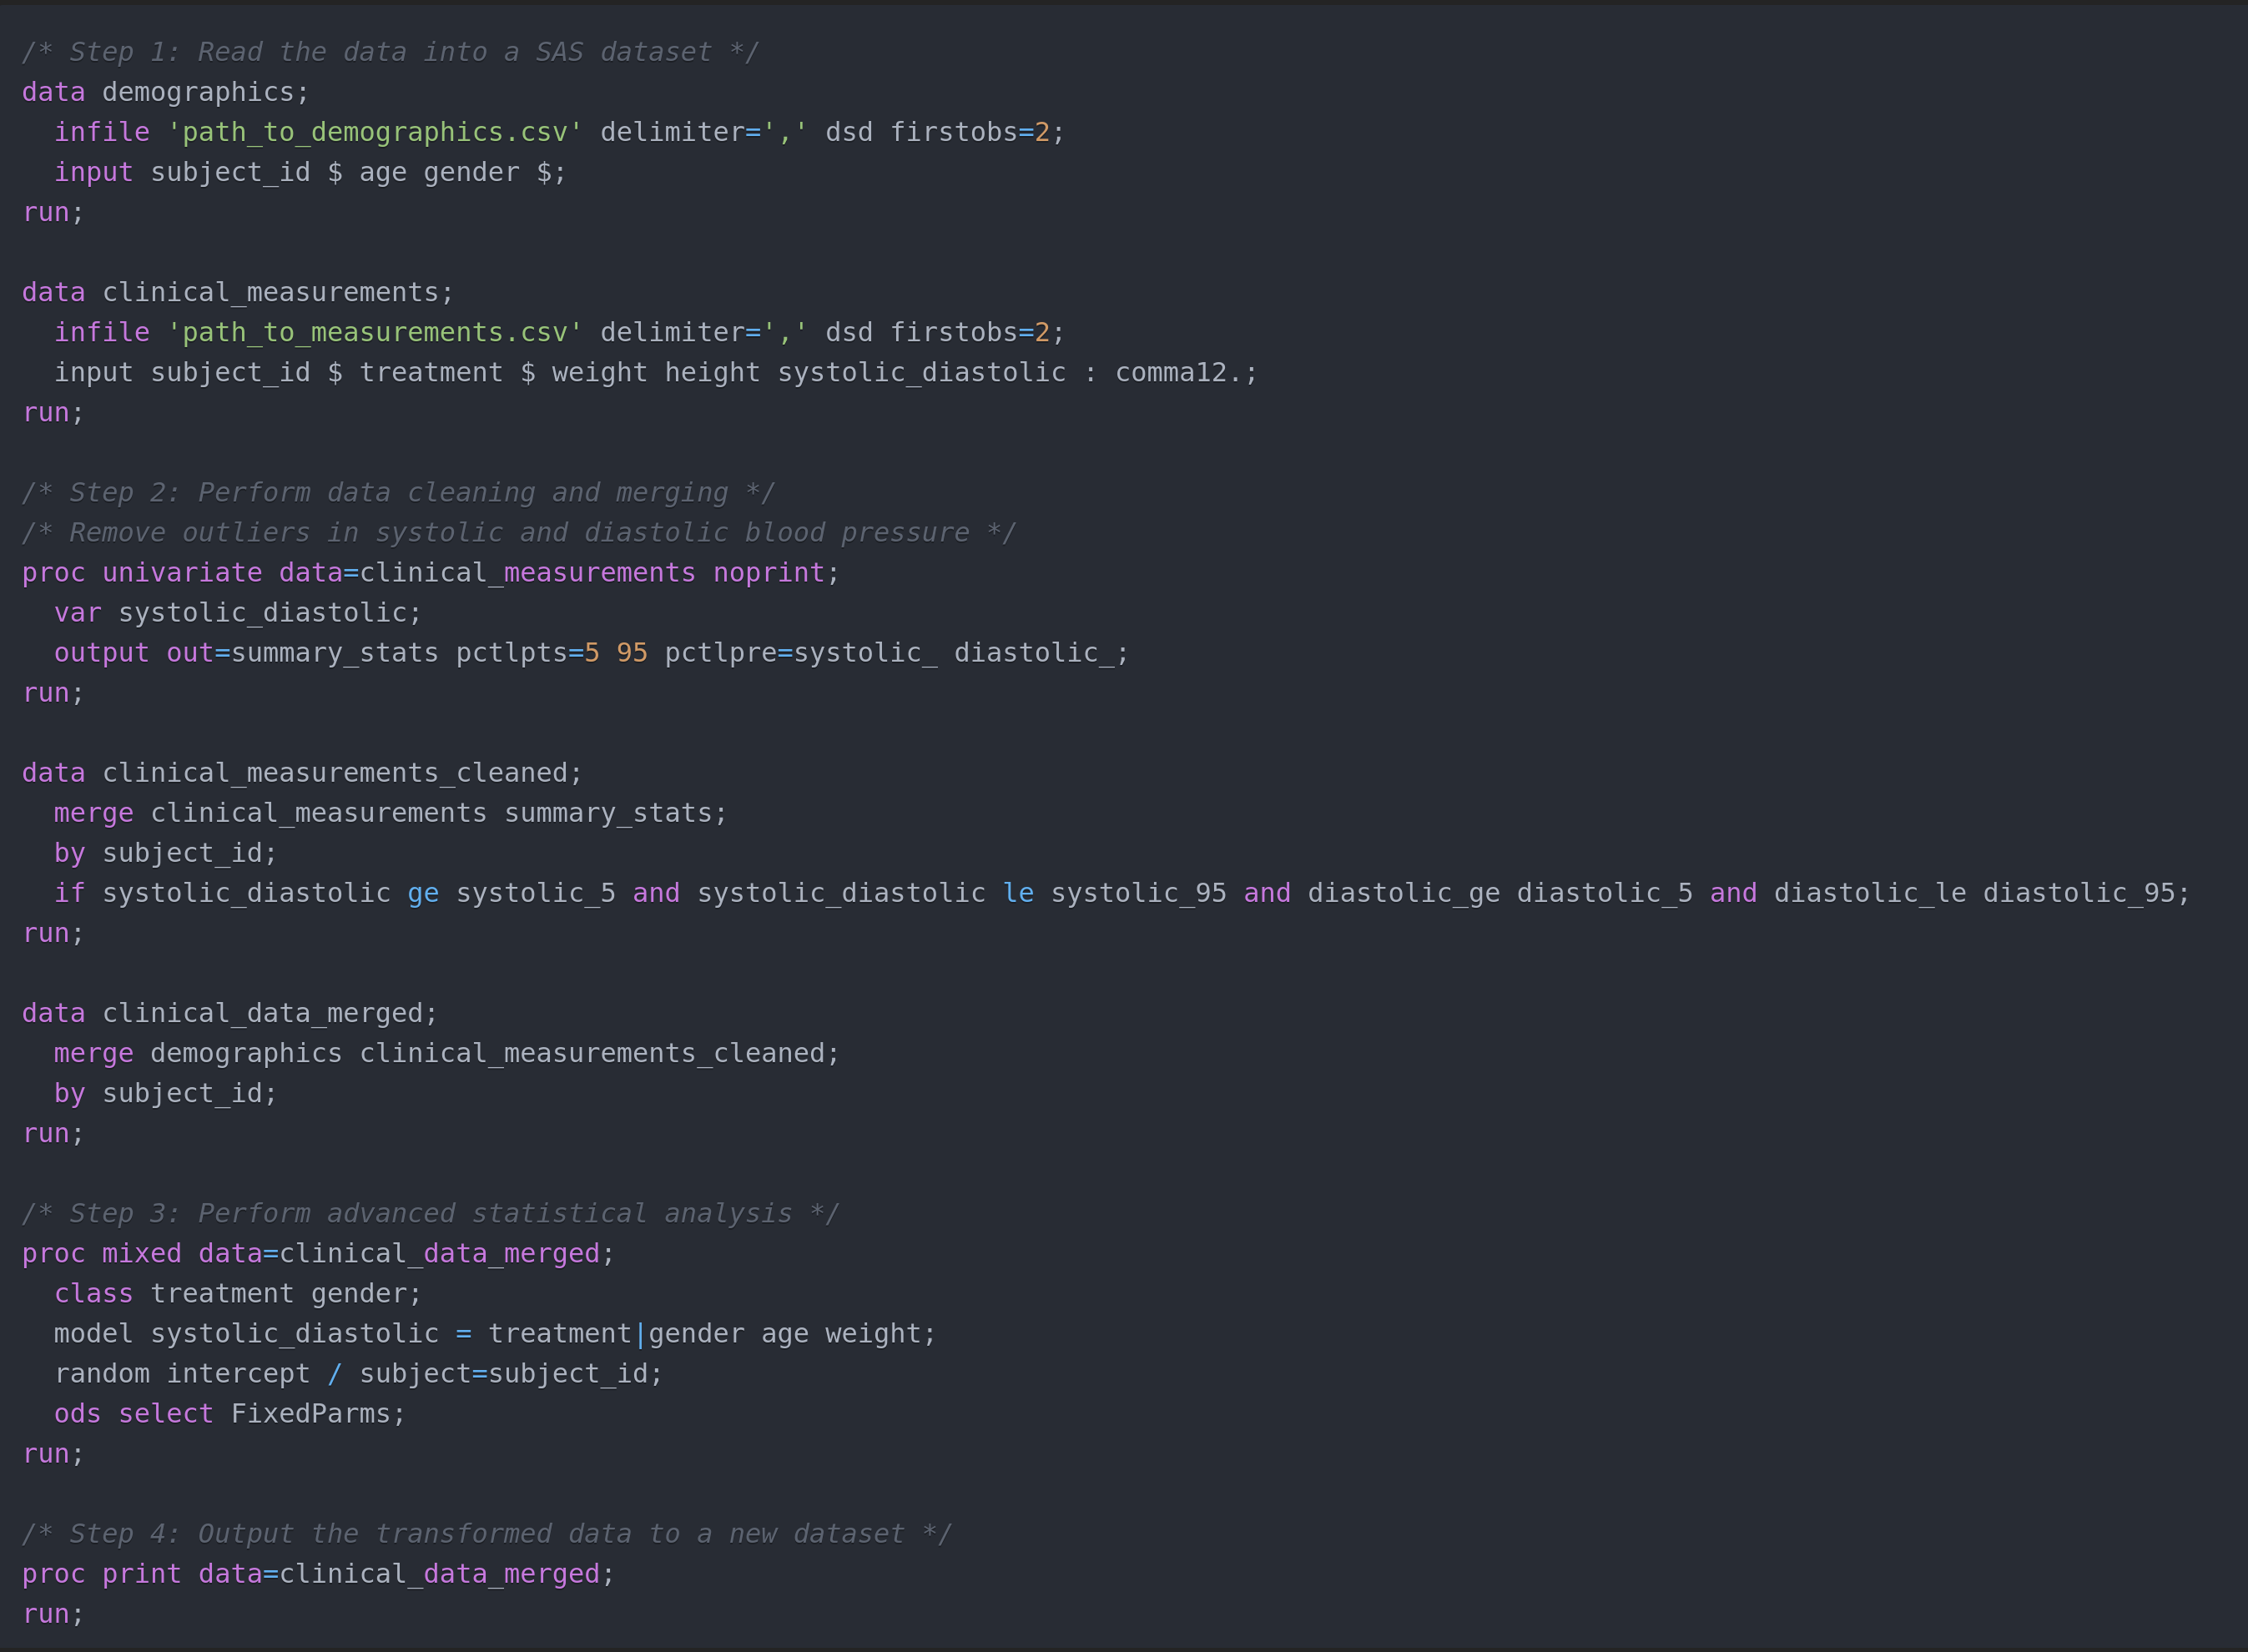 /* Step 1: Read the data into a SAS dataset */
data demographics;
  infile 'path_to_demographics.csv' delimiter=',' dsd firstobs=2;
  input subject_id $ age gender $;
run;

data clinical_measurements;
  infile 'path_to_measurements.csv' delimiter=',' dsd firstobs=2;
  input subject_id $ treatment $ weight height systolic_diastolic : comma12.;
run;

/* Step 2: Perform data cleaning and merging */
/* Remove outliers in systolic and diastolic blood pressure */
proc univariate data=clinical_measurements noprint;
  var systolic_diastolic;
  output out=summary_stats pctlpts=5 95 pctlpre=systolic_ diastolic_;
run;

data clinical_measurements_cleaned;
  merge clinical_measurements summary_stats;
  by subject_id;
  if systolic_diastolic ge systolic_5 and systolic_diastolic le systolic_95 and diastolic_ge diastolic_5 and diastolic_le diastolic_95;
run;

data clinical_data_merged;
  merge demographics clinical_measurements_cleaned;
  by subject_id;
run;

/* Step 3: Perform advanced statistical analysis */
proc mixed data=clinical_data_merged;
  class treatment gender;
  model systolic_diastolic = treatment|gender age weight;
  random intercept / subject=subject_id;
  ods select FixedParms;
run;

/* Step 4: Output the transformed data to a new dataset */
proc print data=clinical_data_merged;
run;